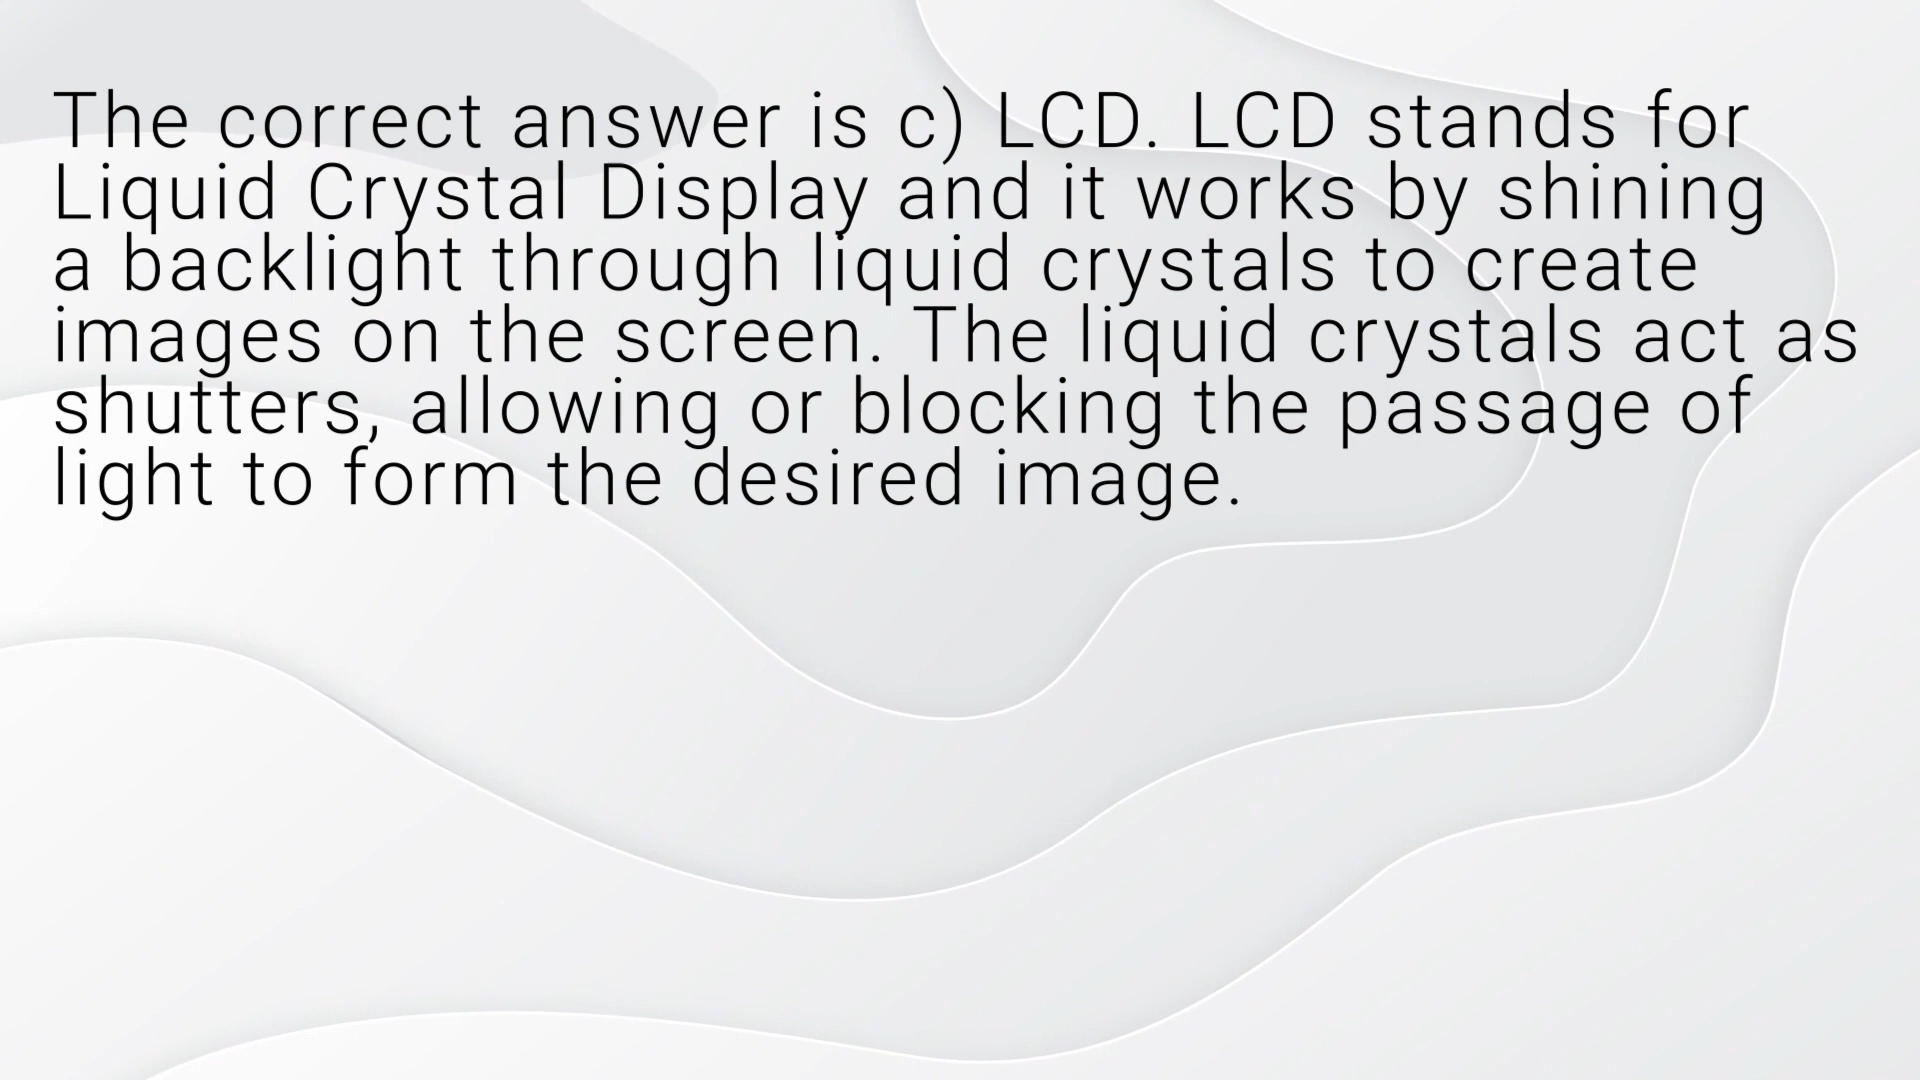 The correct answer is c) LCD. LCD stands for
Liquid Crystal Display and it works by shining
a backlight through liquid crystals to create
images on the screen. The liquid crystals act as
shutters, allowing or blocking the passage of
light to form the desired image.